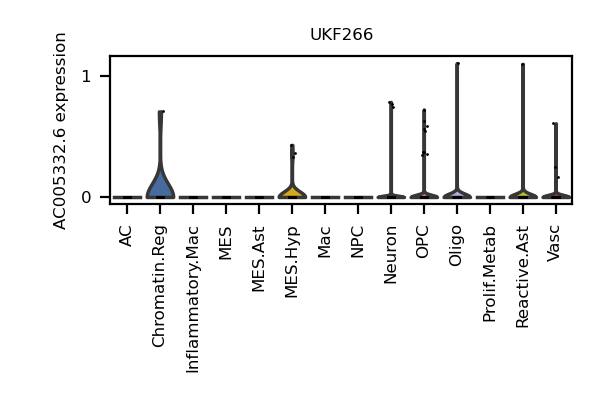 UKF266
AC005332.6 expression
1
0
AC
Chromatin.Reg
Inflammatory.Mac
MES
MES.Ast
MES.Hyp
Mac
NPC
Neuron
OPC
Oligo
Prolif.Metab
Reactive.Ast
Vasc